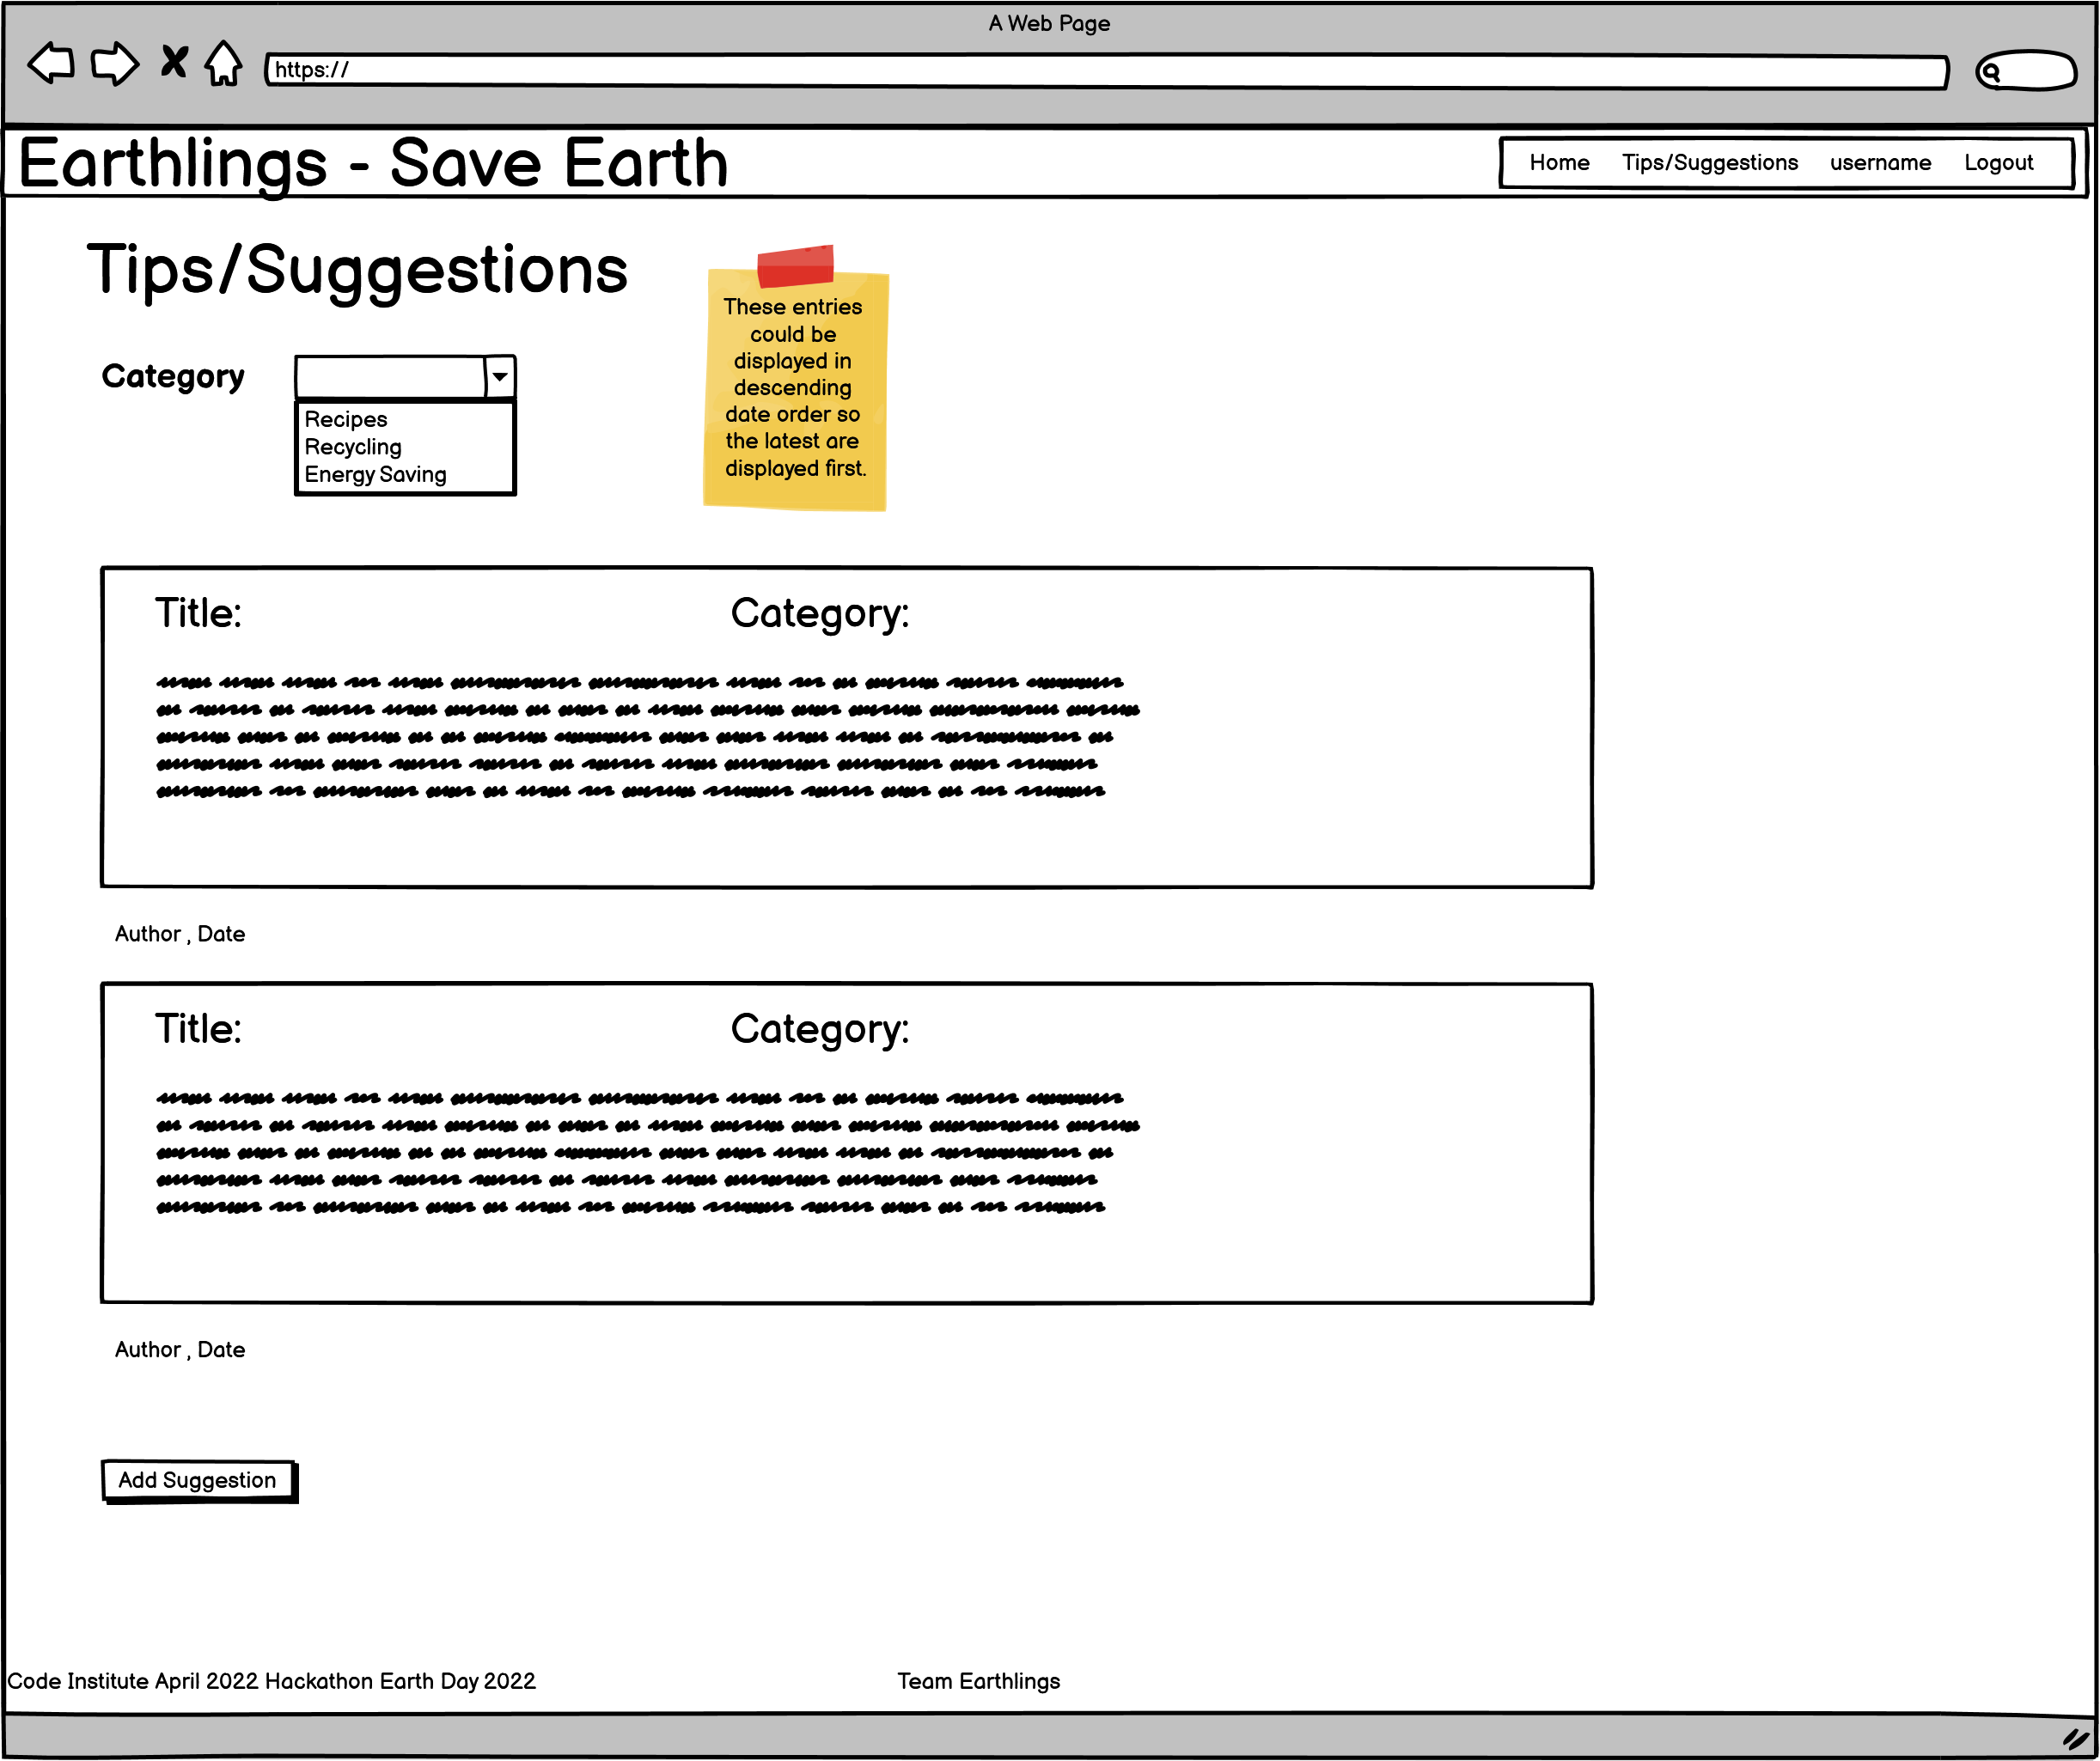 A Web Page
https://
Earthlings - Save Earth
Home Tips/Suggestions username Logout
Tips/Suggestions
Category
Recipes
Recycling
Energy Saving
These entries
could be
displayed in
descending
date order so
the latest are
displayed first.
Title: Category:
Author , Date
Title: Category:
Author , Date
Add Suggestion
Code Institute April 2022 Hackathon Earth Day 2022 Team Earthlings